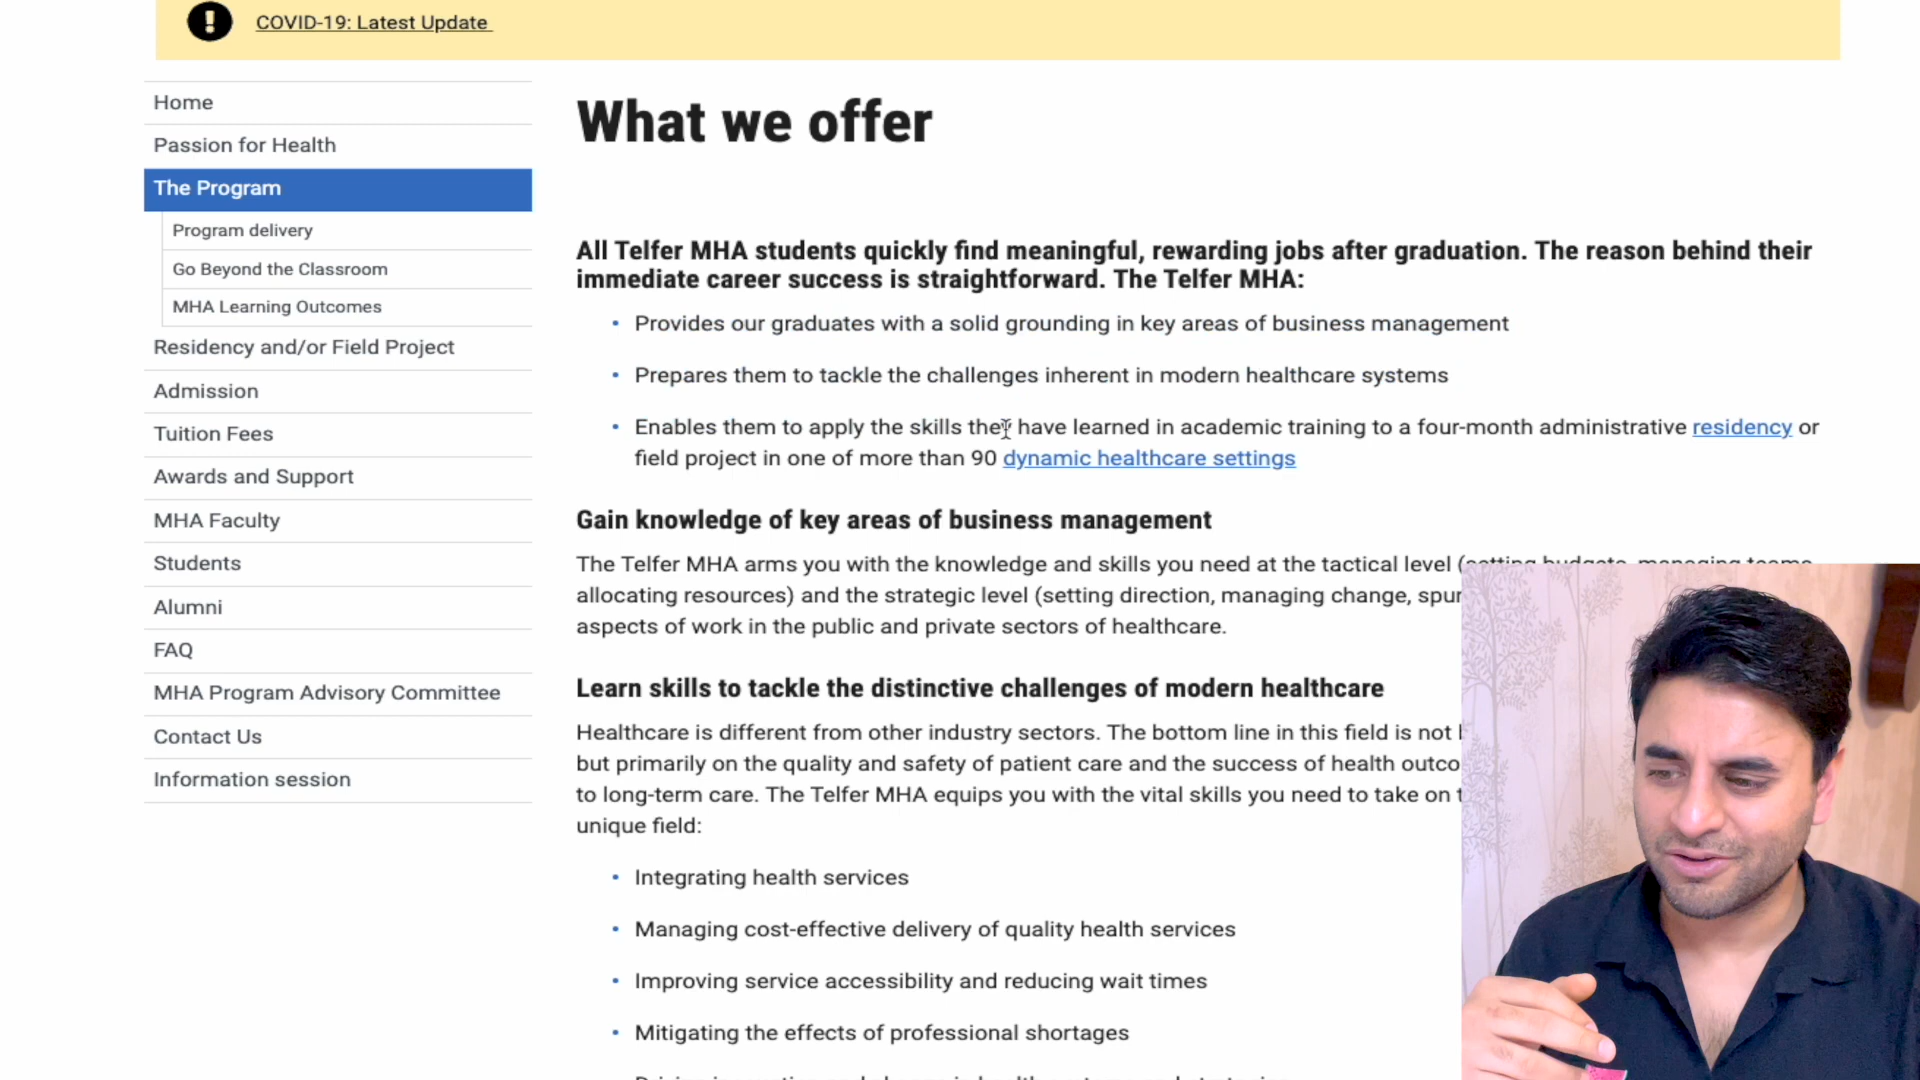 COVID-19: Latest Update
Home
Passion for Health
The Program
Program delivery
Go Beyond the Classroom
MHA Learning Outcomes
Residency and/or Field Project
Admission
Tuition Fees
Awards and Support
MHA Faculty
Students
Alumni
FAQ
MHA Program Advisory Committee
Contact Us
Information session
What we offer
All Telfer MHA students quickly find meaningful, rewarding jobs after graduation. The reason behind their
immediate career success is straightforward. The Telfer MHA:
• Provides our graduates with a solid grounding in key areas of business management
• Prepares them to tackle the challenges inherent in modern healthcare systems
• Enables them to apply the skills they have learned in academic training to a four-month administrative residency or
field project in one of more than 90 dynamic healthcare settings
Gain knowledge of key areas of business management
The Telfer MHA arms you with the knowledge and skills you need at the tactical level (setting budgets, managing teams,
allocating resources) and the strategic level (setting direction, managing change, spur
aspects of work in the public and private sectors of healthcare.
Learn skills to tackle the distinctive challenges of modern healthcare
Healthcare is different from other industry sectors. The bottom line in this field is not
but primarily on the quality and safety of patient care and the success of health outco
to long-term care. The Telfer MHA equips you with the vital skills you need to take on
unique field:
• Integrating health services
• Managing cost-effective delivery of quality health services
• Improving service accessibility and reducing wait times
• Mitigating the effects of professional shortages